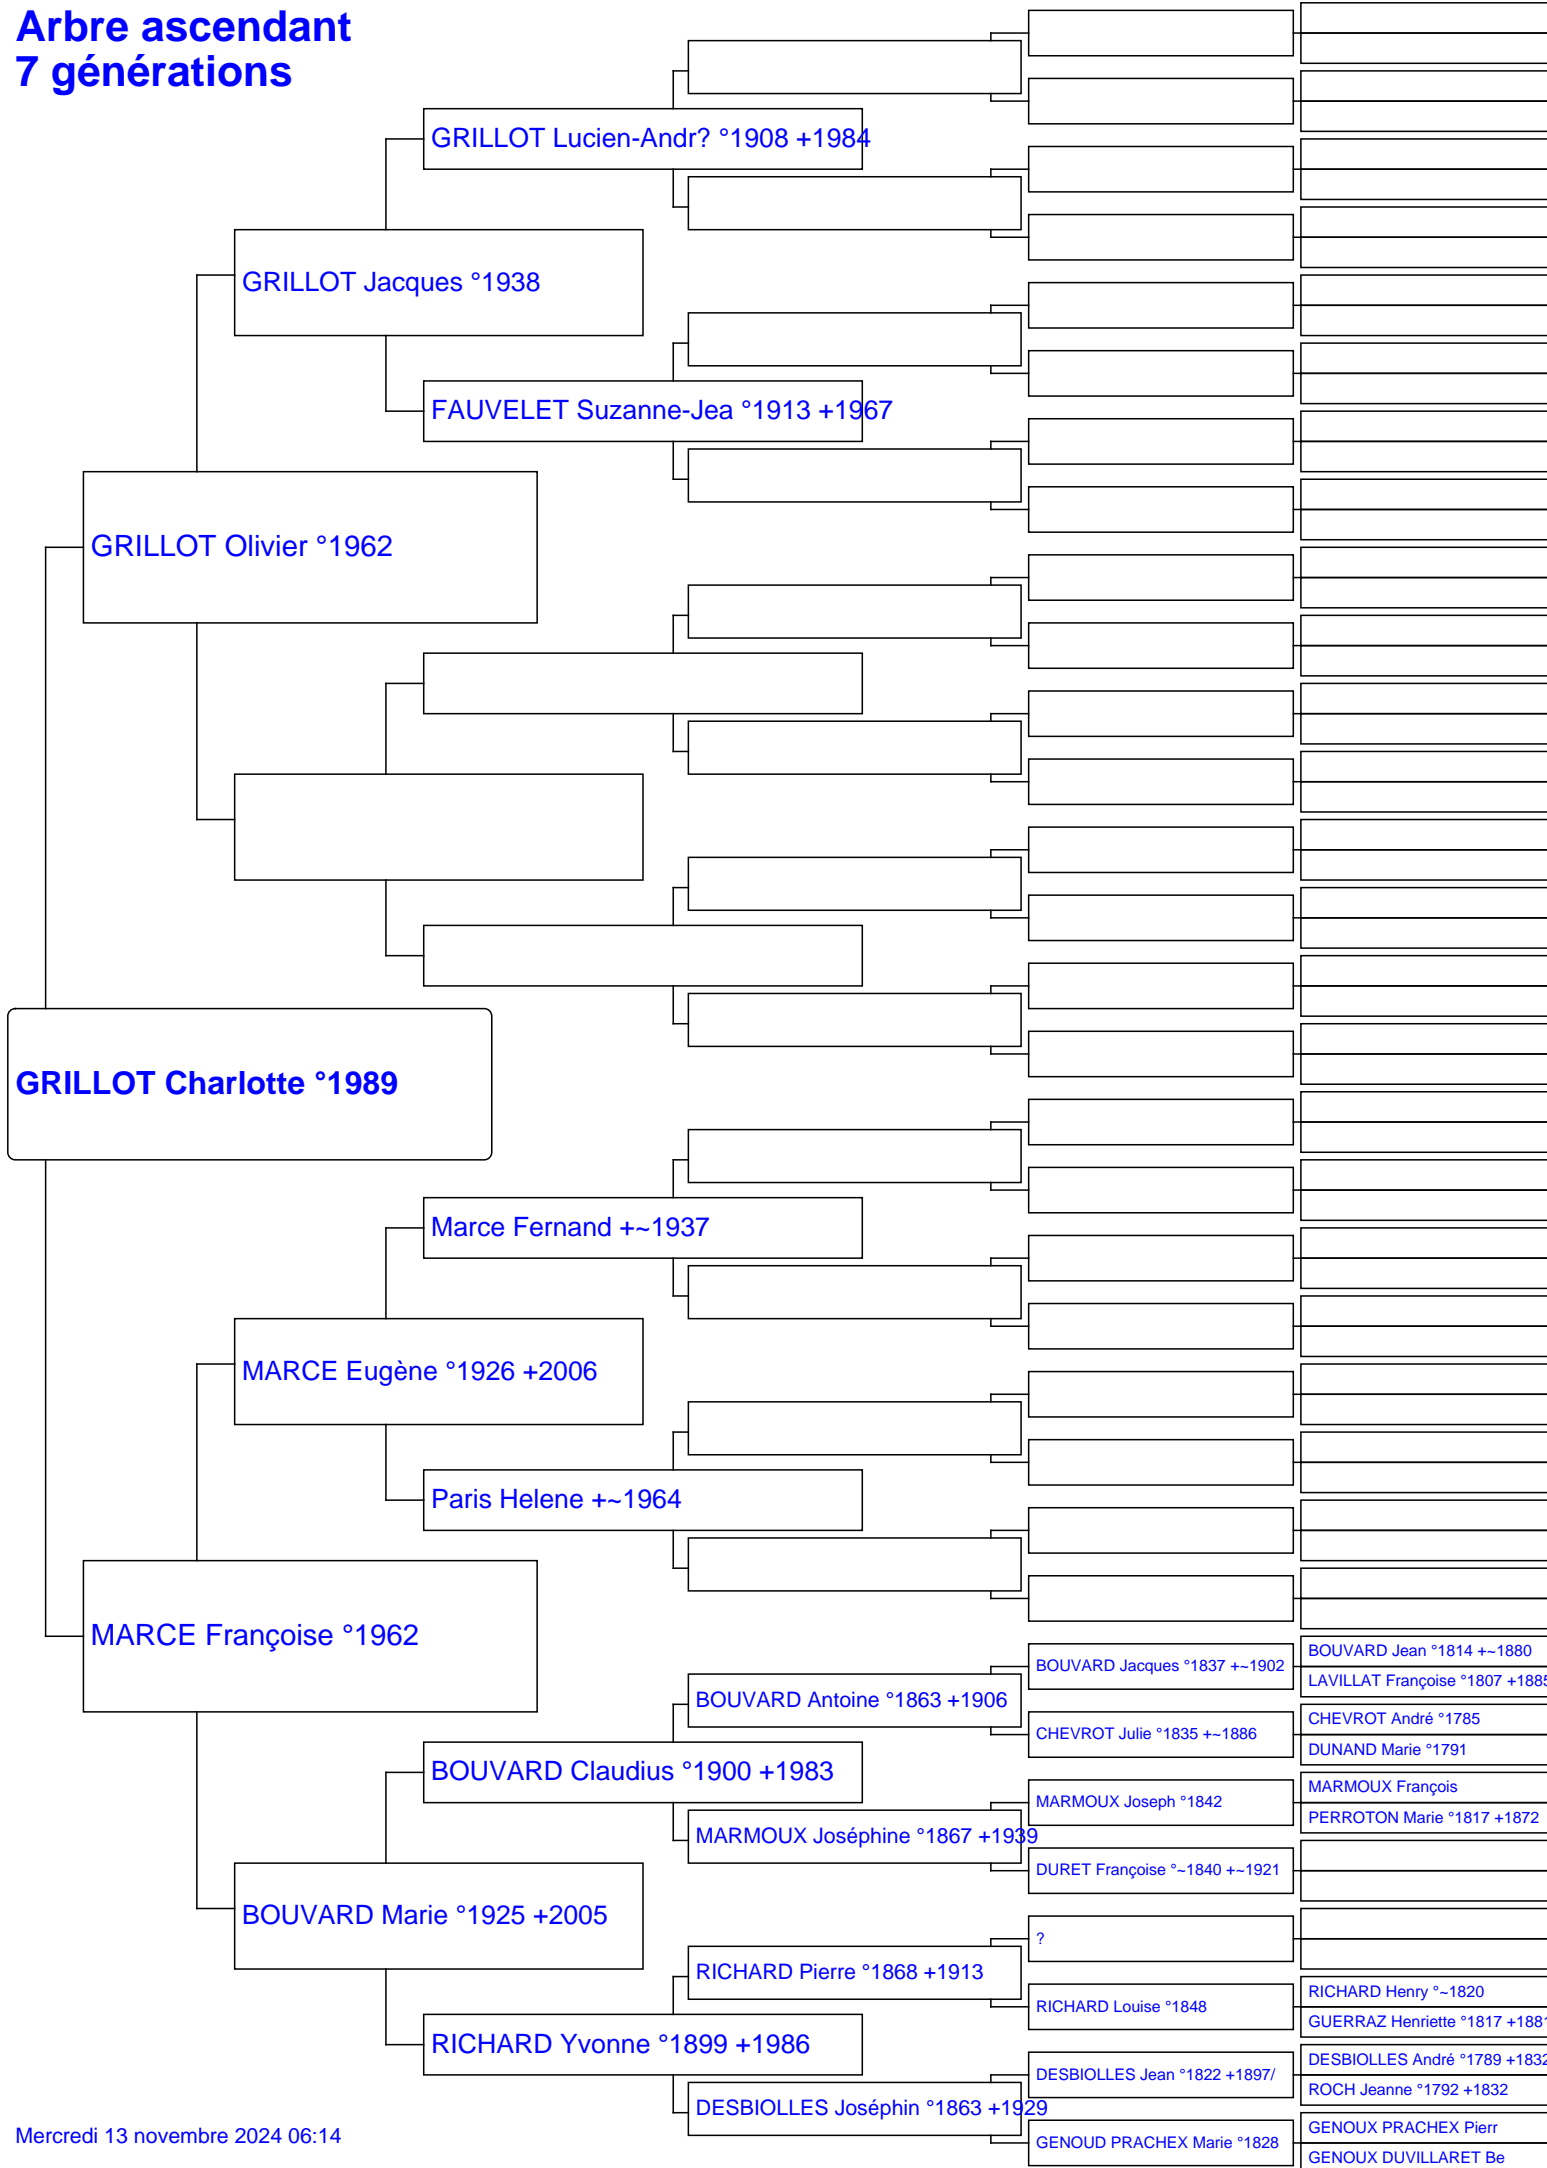 Arbre ascendant
7 générations
GRILLOT Lucien-Andr? °1908 +1984
GRILLOT Jacques °1938
FAUVELET Suzanne-Jea °1913 +1967
GRILLOT Olivier °1962
GRILLOT Charlotte °1989
Marce Fernand +~1937
MARCE Eugène °1926 +2006
Paris Helene +~1964
MARCE Françoise °1962
BOUVARD Jean °1814 +~1880
BOUVARD Jacques °1837 +~1902
LAVILLAT Françoise °1807 +1885
BOUVARD Antoine °1863 +1906
CHEVROT André °1785
CHEVROT Julie °1835 +~1886
DUNAND Marie °1791
BOUVARD Claudius °1900 +1983
MARMOUX François
MARMOUX Joseph °1842
PERROTON Marie °1817 +1872
MARMOUX Joséphine °1867 +1939
DURET Françoise °~1840 +~1921
BOUVARD Marie °1925 +2005
?
RICHARD Pierre °1868 +1913
RICHARD Henry °~1820
RICHARD Louise °1848
GUERRAZ Henriette °1817 +1881
RICHARD Yvonne °1899 +1986
DESBIOLLES André °1789 +1832
DESBIOLLES Jean °1822 +1897/
ROCH Jeanne °1792 +1832
DESBIOLLES Joséphin °1863 +1929
GENOUX PRACHEX Pierr
GENOUD PRACHEX Marie °1828
GENOUX DUVILLARET Be
Mercredi 13 novembre 2024 06:14